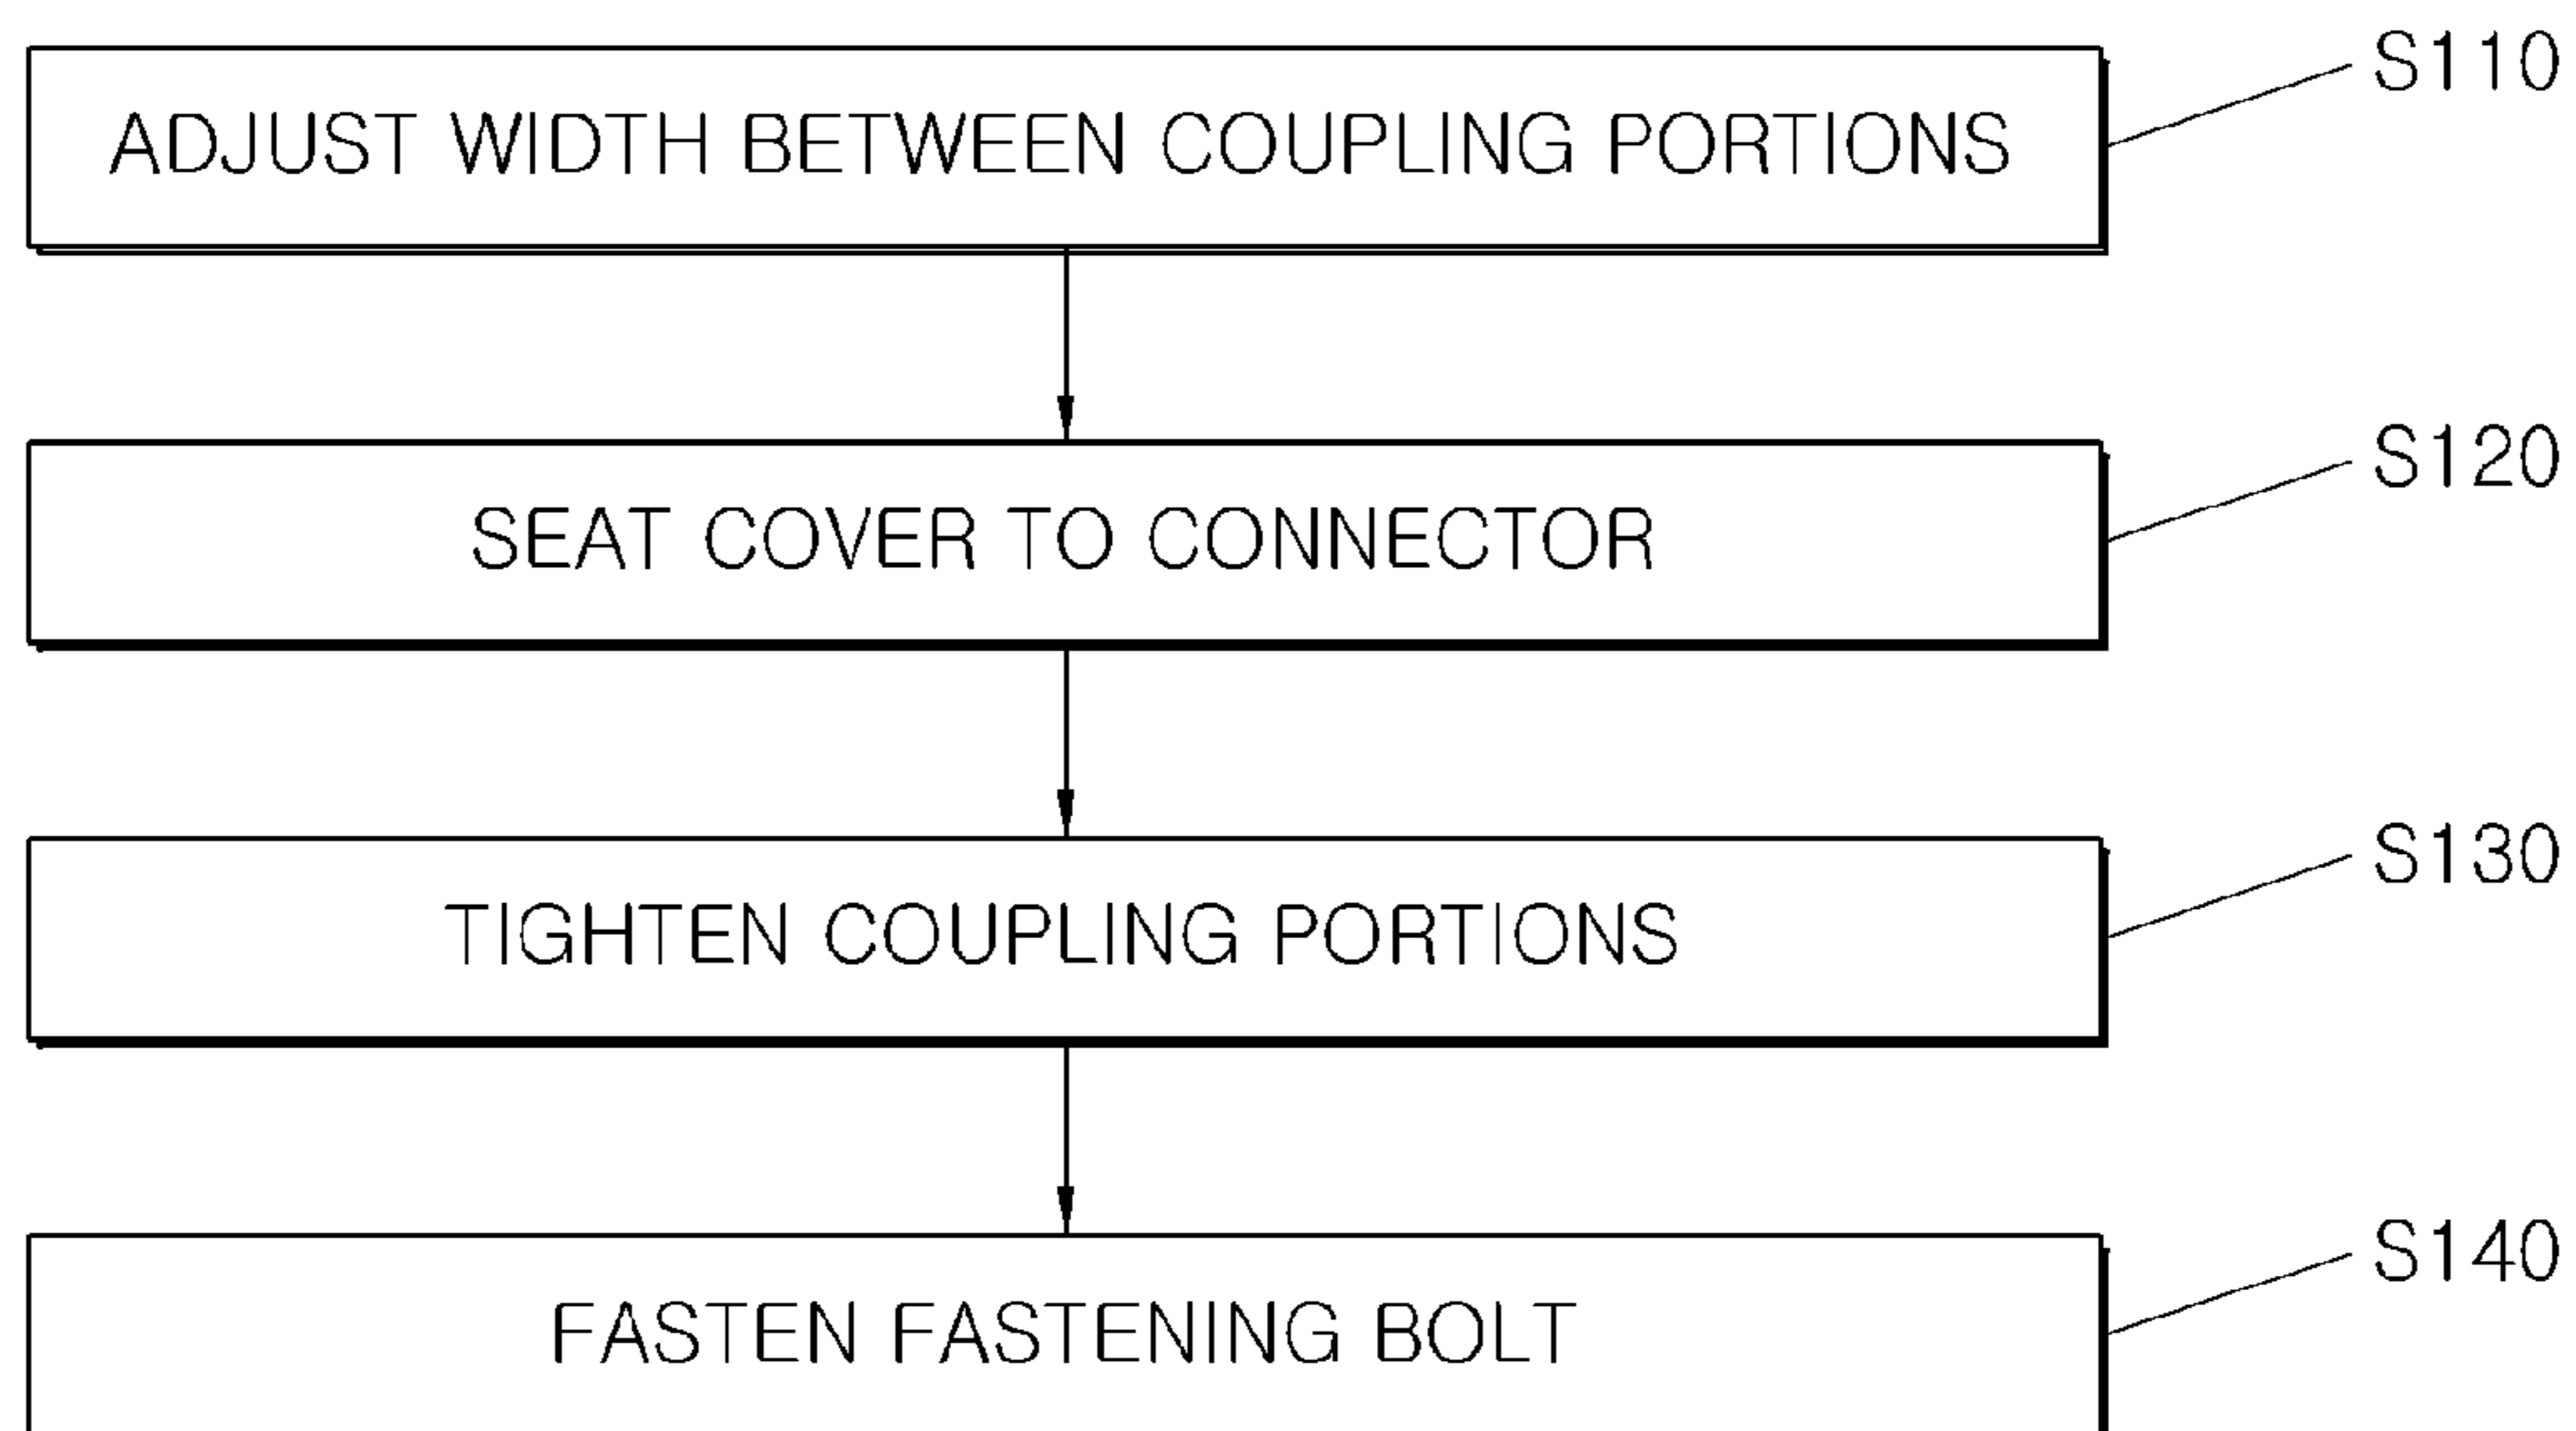 ADJUST WIDTH BETWEEN COUPLING PORTIONS
S110
SEAT COVER TO CONNECTOR
S120
TIGHTEN COUPLING PORTIONS
S130
FASTEN FASTENING BOLT
S140